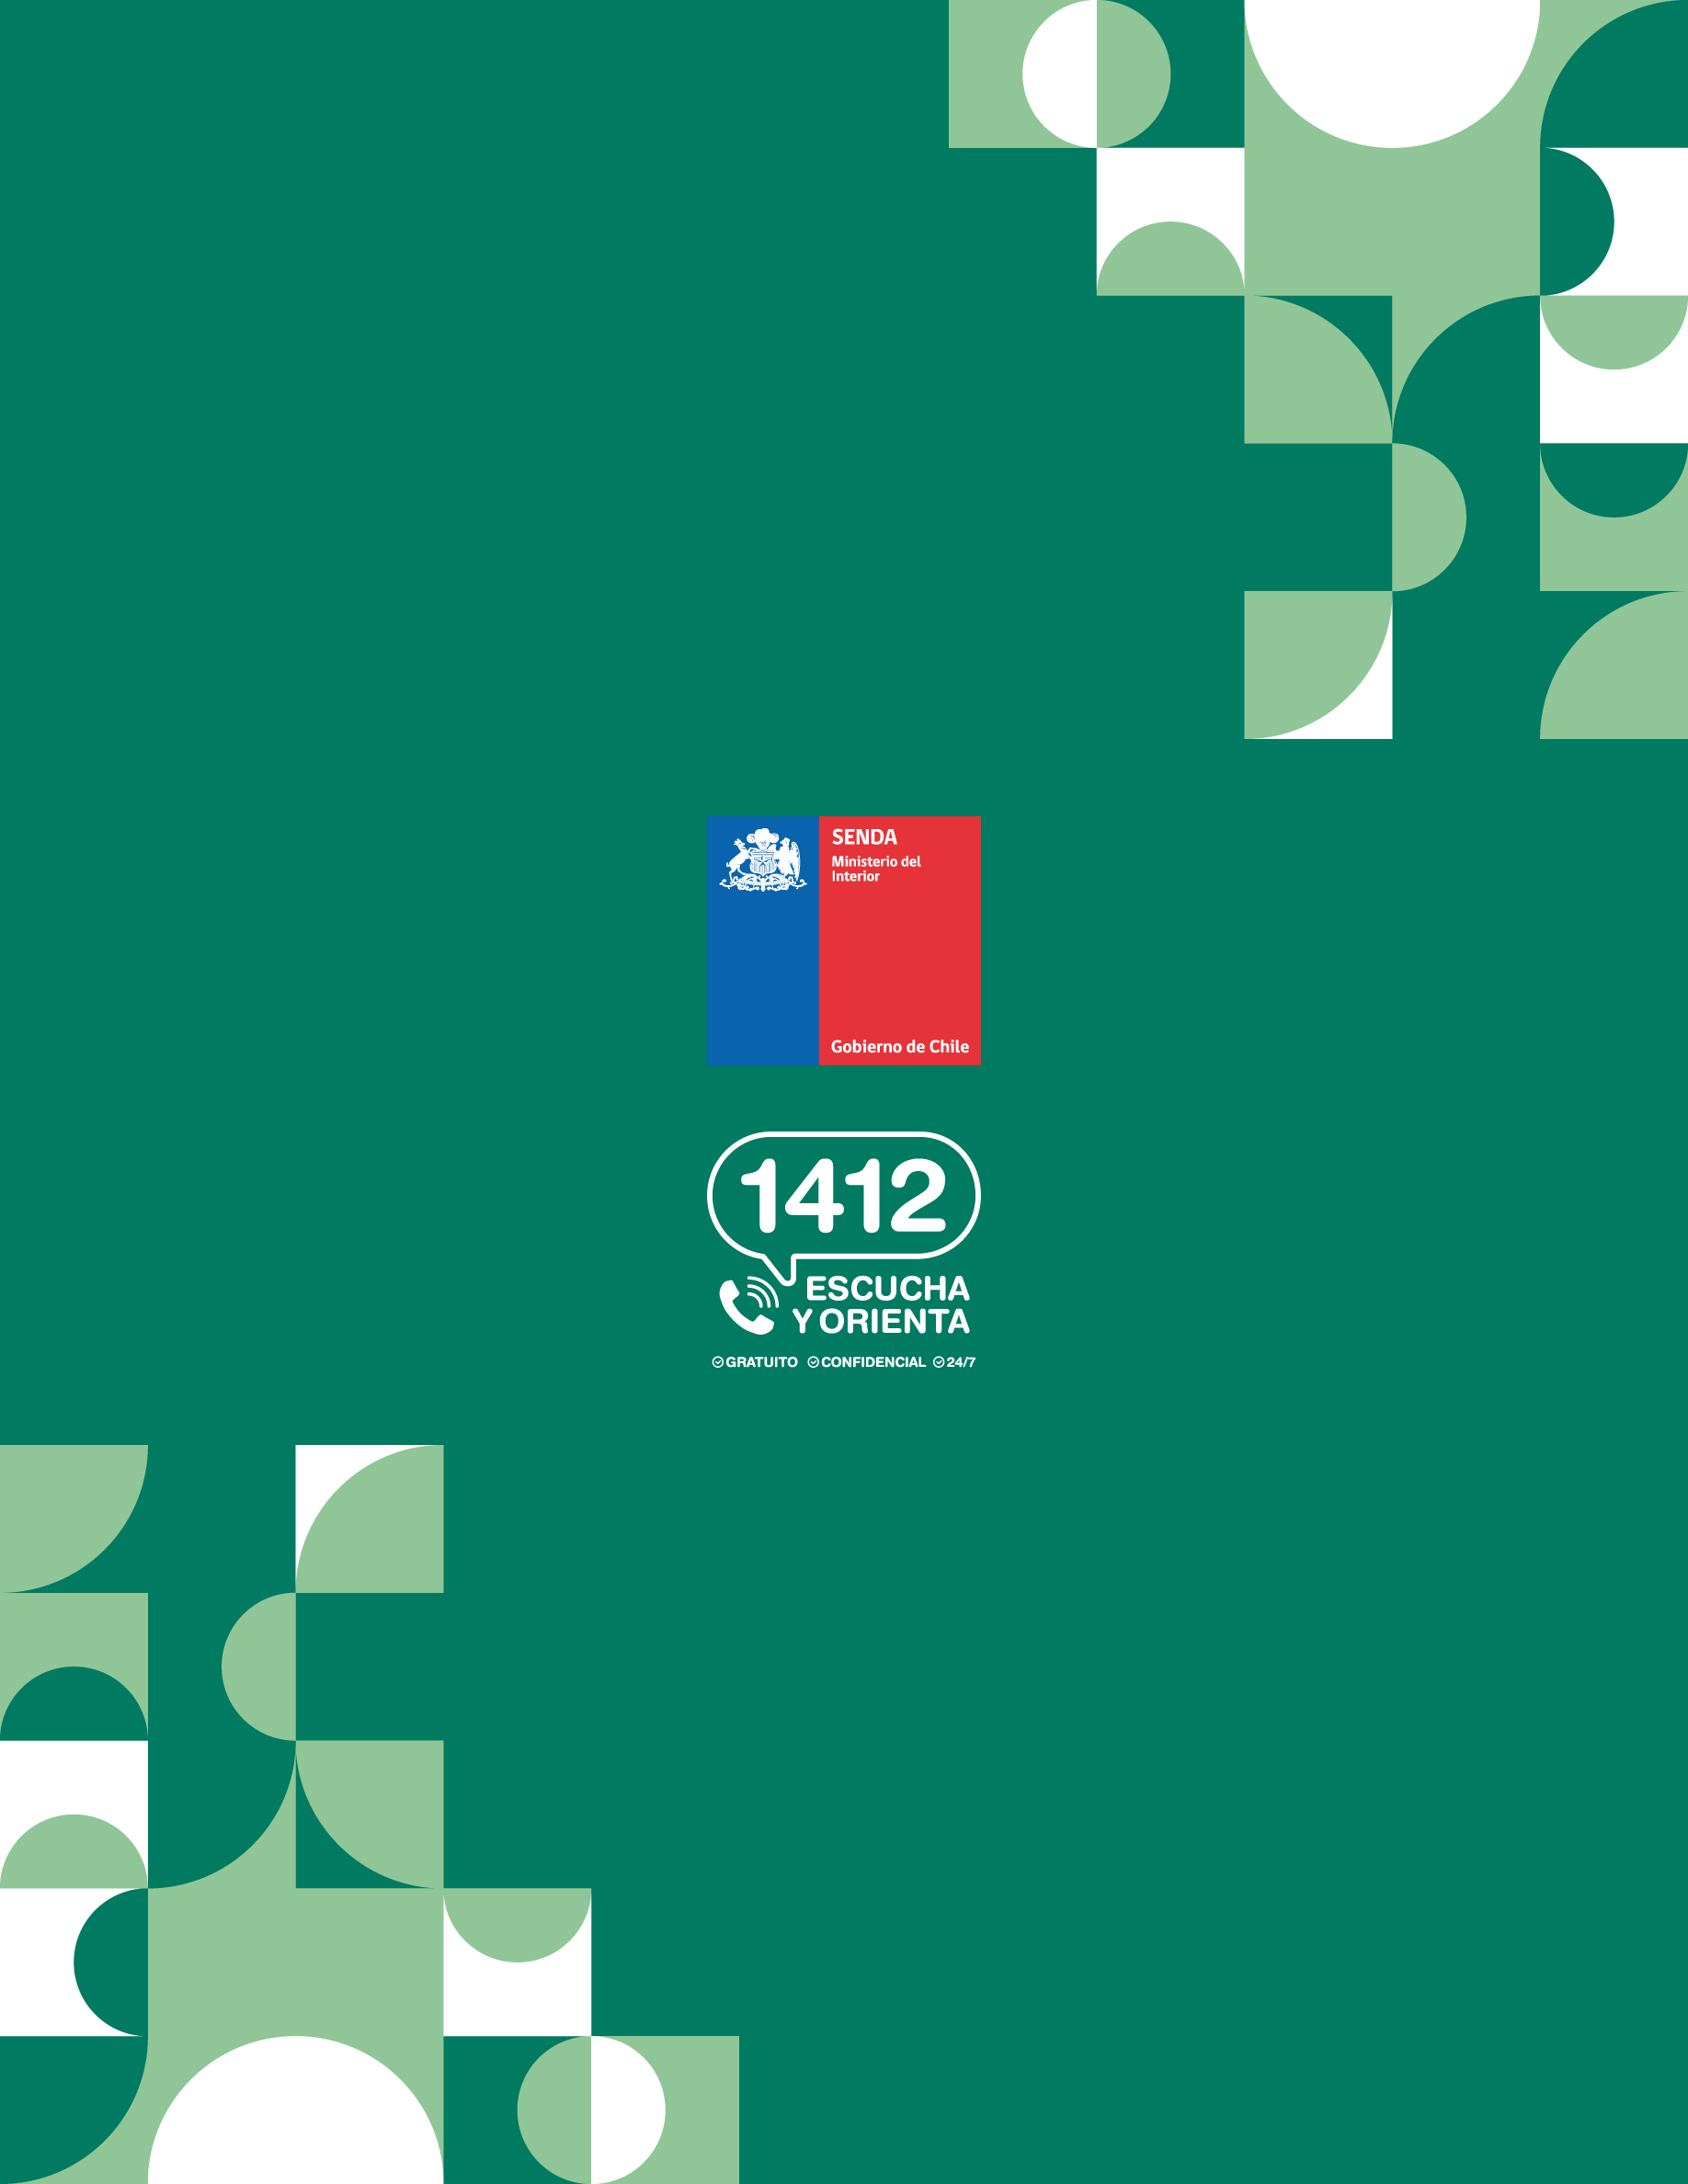 SENDA
Ministerio del
Interior
Gobierno de Chile
1412
ESCUCHA
Y ORIENTA
GRATUITO CONFIDENCIAL 24/7